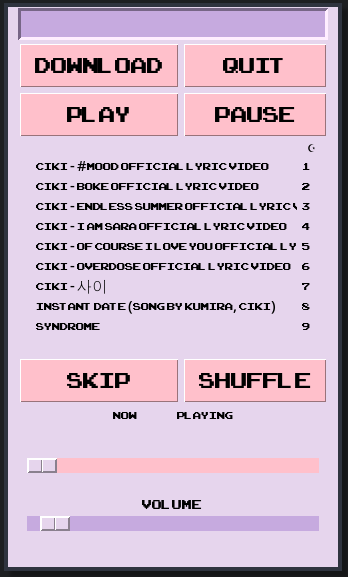 DOWNLOAD QUIT
PLAY PAUSE
CIKI - #MOOD OFFICIAL LYRIC VIDEO 1
CIKI - BOKE OFFICIAL LYRIC VIDEO 2
CIKI - ENDLESS SUMMER OFFICIAL LYRIC V 3
CIKI - I AM SARA OFFICIAL LYRIC VIDEO 4
CIKI - OF COURSE I LOVE YOU OFFICIAL LY 5
CIKI - OVERDOSE OFFICIAL LYRIC VIDEO 6
CIKI - 사이 7
INSTANT DATE (SONG BY KUMIRA, CIKI) 8
SYNDROME 9
SKIP SHUFFLE
NOW PLAYING
VOLUME